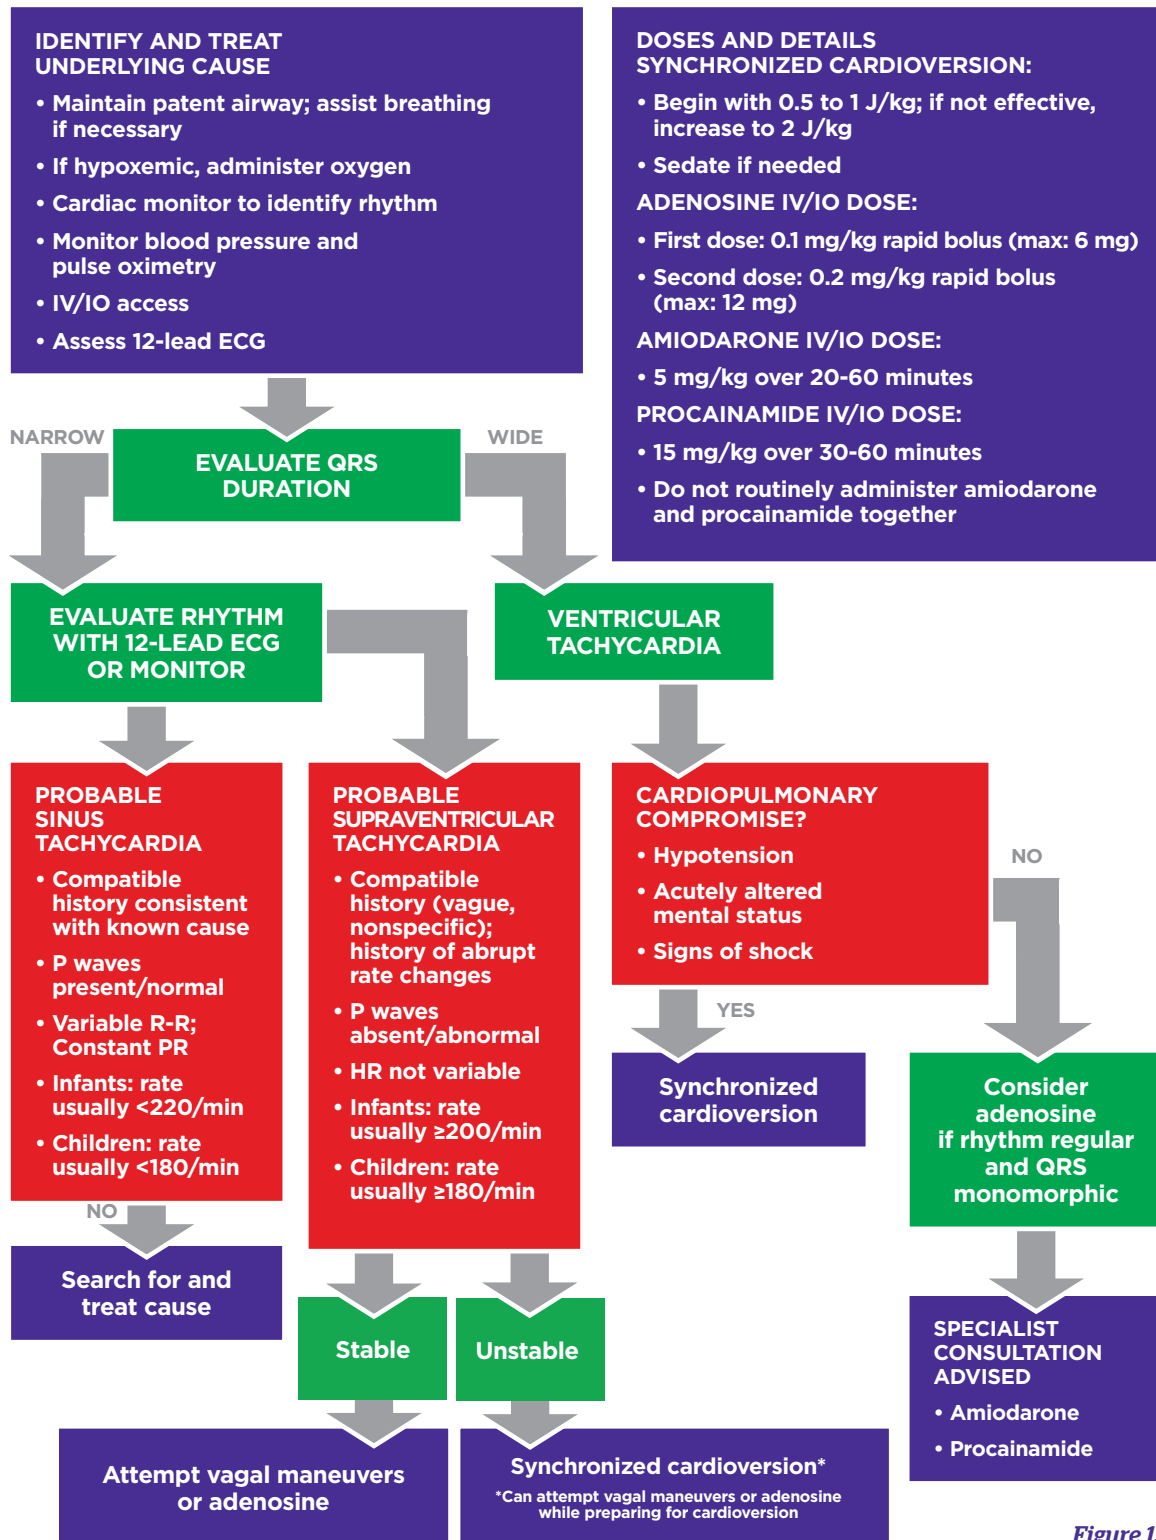 IDENTIFY AND TREAT
UNDERLYING CAUSE
• Maintain patent airway; assist breathing
if necessary
• If hypoxemic, administer oxygen
• Cardiac monitor to identify rhythm
• Monitor blood pressure and
pulse oximetry
• IV/IO access
• Assess 12-lead ECG
DOSES AND DETAILS
SYNCHRONIZED CARDIOVERSION:
• Begin with 0.5 to 1 J/kg; if not effective,
increase to 2 J/kg
• Sedate if needed
ADENOSINE IV/IO DOSE:
• First dose: 0.1 mg/kg rapid bolus (max: 6 mg)
• Second dose: 0.2 mg/kg rapid bolus
(max: 12 mg)
AMIODARONE IV/IO DOSE:
• 5 mg/kg over 20-60 minutes
PROCAINAMIDE IV/IO DOSE:
• 15 mg/kg over 30-60 minutes
• Do not routinely administer amiodarone
and procainamide together
NARROW
WIDE
EVALUATE QRS
DURATION
EVALUATE RHYTHM
WITH 12-LEAD ECG
OR MONITOR
VENTRICULAR
TACHYCARDIA
PROBABLE
SINUS
TACHYCARDIA
• Compatible
history consistent
with known cause
• P waves
present/normal
• Variable R-R;
Constant PR
• Infants: rate
usually <220/min
• Children: rate
usually <180/min
PROBABLE
SUPRAVENTRICULAR
TACHYCARDIA
• Compatible
history (vague,
nonspecific);
history of abrupt
rate changes
• P waves
absent/abnormal
• HR not variable
• Infants: rate
usually ≥200/min
• Children: rate
usually ≥180/min
CARDIOPULMONARY
COMPROMISE?
• Hypotension
• Acutely altered
mental status
• Signs of shock
NO
YES
Synchronized
cardioversion
Consider
adenosine
if rhythm regular
and QRS
monomorphic
NO
Search for and
treat cause
Stable
Unstable
SPECIALIST
CONSULTATION
ADVISED
• Amiodarone
• Procainamide
Attempt vagal maneuvers
or adenosine
Synchronized cardioversion*
*Can attempt vagal maneuvers or adenosine
while preparing for cardioversion
Figure 1